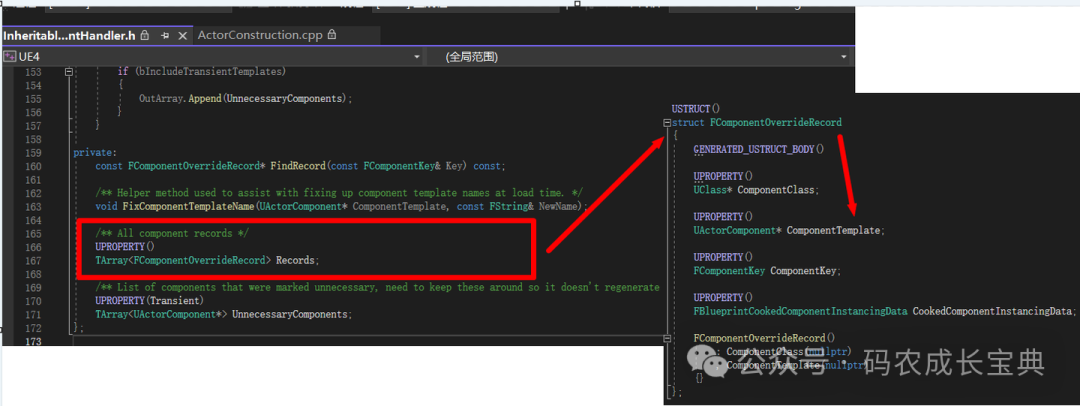 Inheritabl...ntHandler.h
ActorConstruction.cpp
UE4
(全局范围)
153 if (bIncludeTransientTemplates)
154 {
155 OutArray.Append(UnnecessaryComponents);
156 }
157 }
158
159 private:
160 const FComponentOverrideRecord* FindRecord(const FComponentKey& Key) const;
161
162 /** Helper method used to assist with fixing up component template names at load time. */
163 void FixComponentTemplateName(UActorComponent* ComponentTemplate, const FString& NewName);
164
165 /** All component records */
166 UPROPERTY()
167 TArray<FComponentOverrideRecord> Records;
168
169 /** List of components that were marked unnecessary, need to keep these around so it doesn't regenerate
170 UPROPERTY(Transient)
171 TArray<UActorComponent*> UnnecessaryComponents;
172 };
173
USTRUCT()
struct FComponentOverrideRecord
{
GENERATED_USTRUCT_BODY()
UPROPERTY()
UClass* ComponentClass;
UPROPERTY()
UActorComponent* ComponentTemplate;
UPROPERTY()
FComponentKey ComponentKey;
UPROPERTY()
FBlueprintCookedComponentInstancingData CookedComponentInstancingData;
FComponentOverrideRecord()
: ComponentClass(nullptr)
ComponentTemplate(nullptr)
{}
};
公众号·码农成长宝典